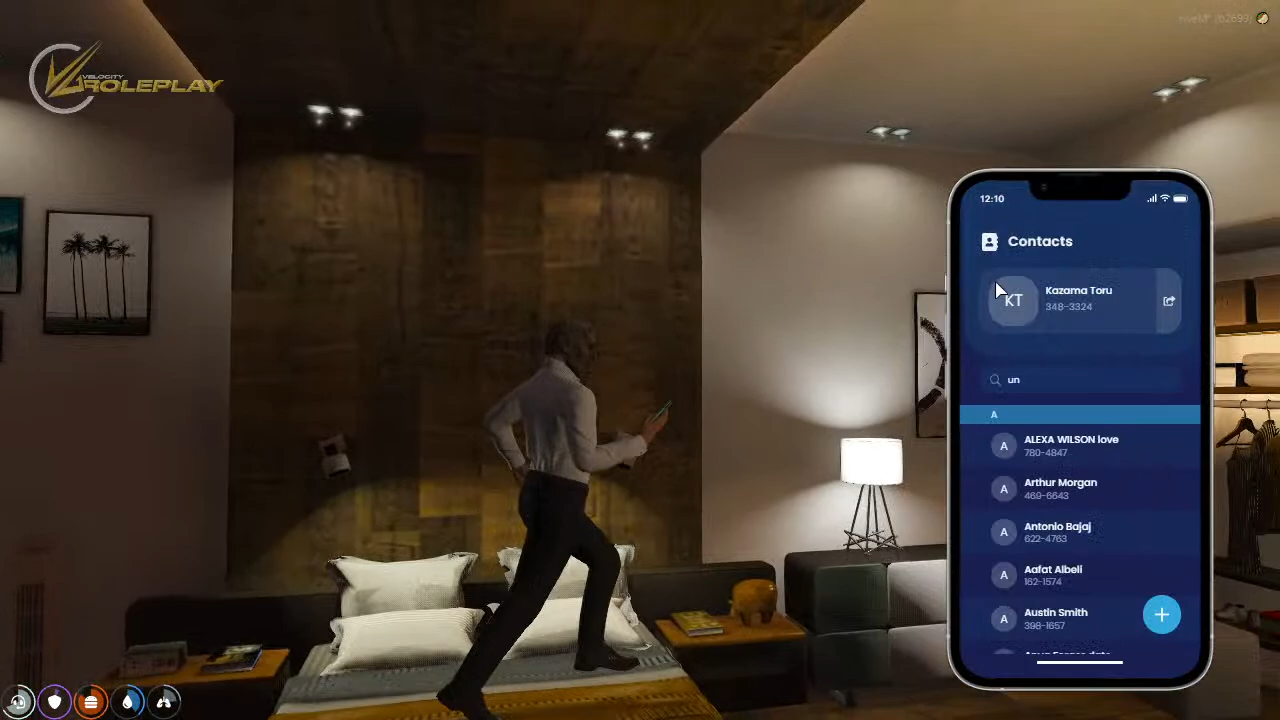 VELOCITY
ROLEPLAY
12:10
Contacts
KT
Kazama Toru
348-3324
un
A
A
ALEXA WILSON love
780-4847
A
Arthur Morgan
469-6643
A
Antonio Bajaj
622-4763
A
Aafat Albeli
162-1574
A
Austin Smith
398-1657